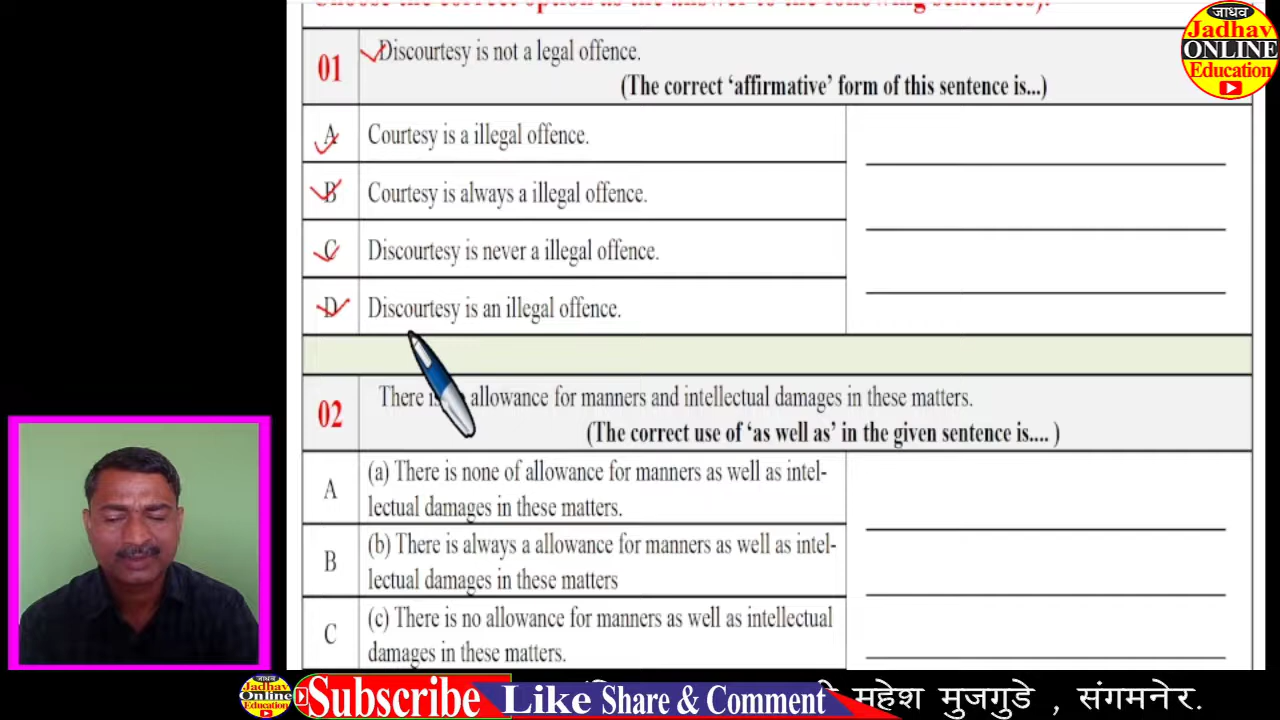 जाधव
Jadhav
ONLINE
Education
01
Discourtesy is not a legal offence.
(The correct ‘affirmative’ form of this sentence is...)
A
Courtesy is a illegal offence.
B
Courtesy is always a illegal offence.
C
Discourtesy is never a illegal offence.
D
Discourtesy is an illegal offence.
02
There allowance for manners and intellectual damages in these matters.
(The correct use of ‘as well as’ in the given sentence is.... )
A
(a) There is none of allowance for manners as well as intel-
lectual damages in these matters.
B
(b) There is always a allowance for manners as well as intel-
lectual damages in these matters
C
(c) There is no allowance for manners as well as intellectual
damages in these matters.
जाधव
Jadhav
Online
Education
Subscribe
Like Share & Comment
महेश मुजगुडे , संगमनेर.